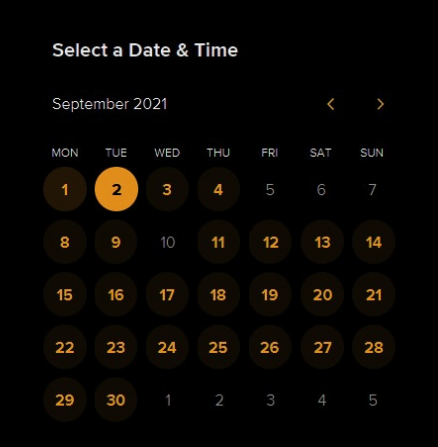 Select a Date & Time
September 2021
MON TUE WED THU FRI SAT SUN
1 2 3 4 5 6 7
8 9 10 11 12 13 14
15 16 17 18 19 20 21
22 23 24 25 26 27 28
29 30 1 2 3 4 5